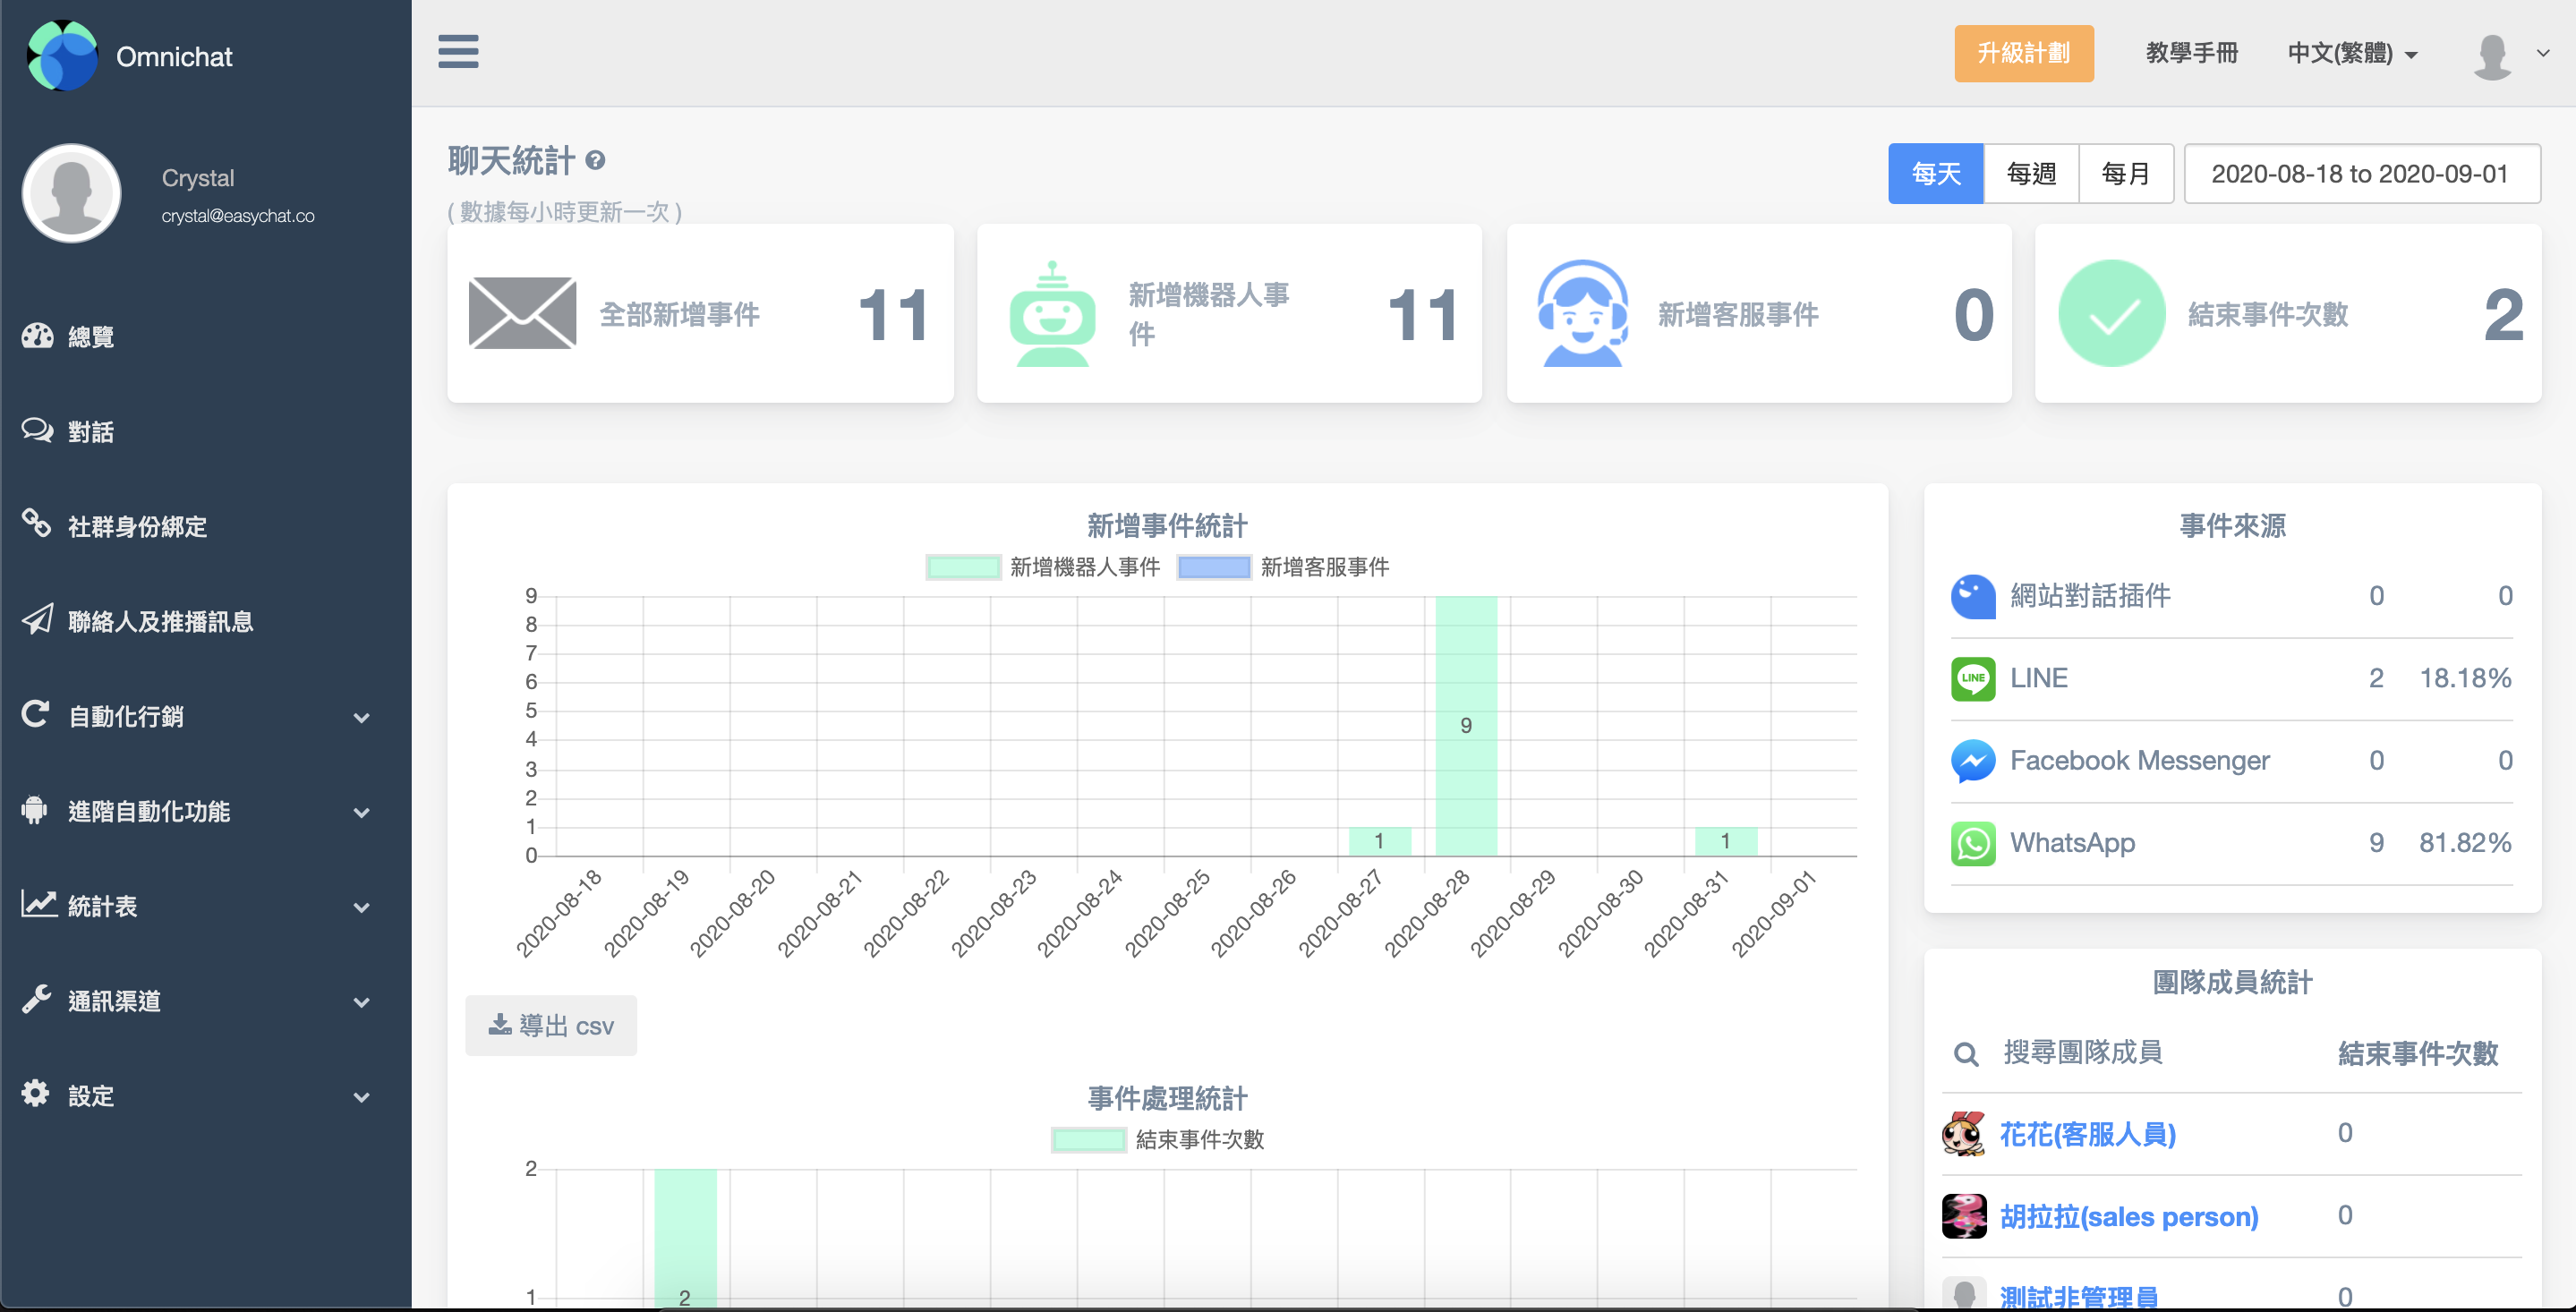 Omnichat
Crystal
crystal@easychat.co
總覽
對話
社群身份綁定
聯絡人及推播訊息
自動化行銷
進階自動化功能
統計表
通訊渠道
設定
升級計劃 教學手冊 中文(繁體)
聊天統計
( 數據每小時更新一次 )
每天 每週 每月 2020-08-18 to 2020-09-01
全部新增事件 11
新增機器人事
件 11
新增客服事件 0
結束事件次數 2
新增事件統計
新增機器人事件 新增客服事件
9
8
7
6
5
4
3
2
1
0
9
1
1
2020-08-18 2020-08-19 2020-08-20 2020-08-21 2020-08-22 2020-08-23 2020-08-24 2020-08-25 2020-08-26 2020-08-27 2020-08-28 2020-08-29 2020-08-30 2020-08-31 2020-09-01
導出 csv
事件處理統計
結束事件次數
2
1
2
事件來源
網站對話插件 0 0
LINE LINE 2 18.18%
Facebook Messenger 0 0
WhatsApp 9 81.82%
團隊成員統計
搜尋團隊成員 結束事件次數
花花(客服人員) 0
胡拉拉(sales person) 0
測試非管理員 0